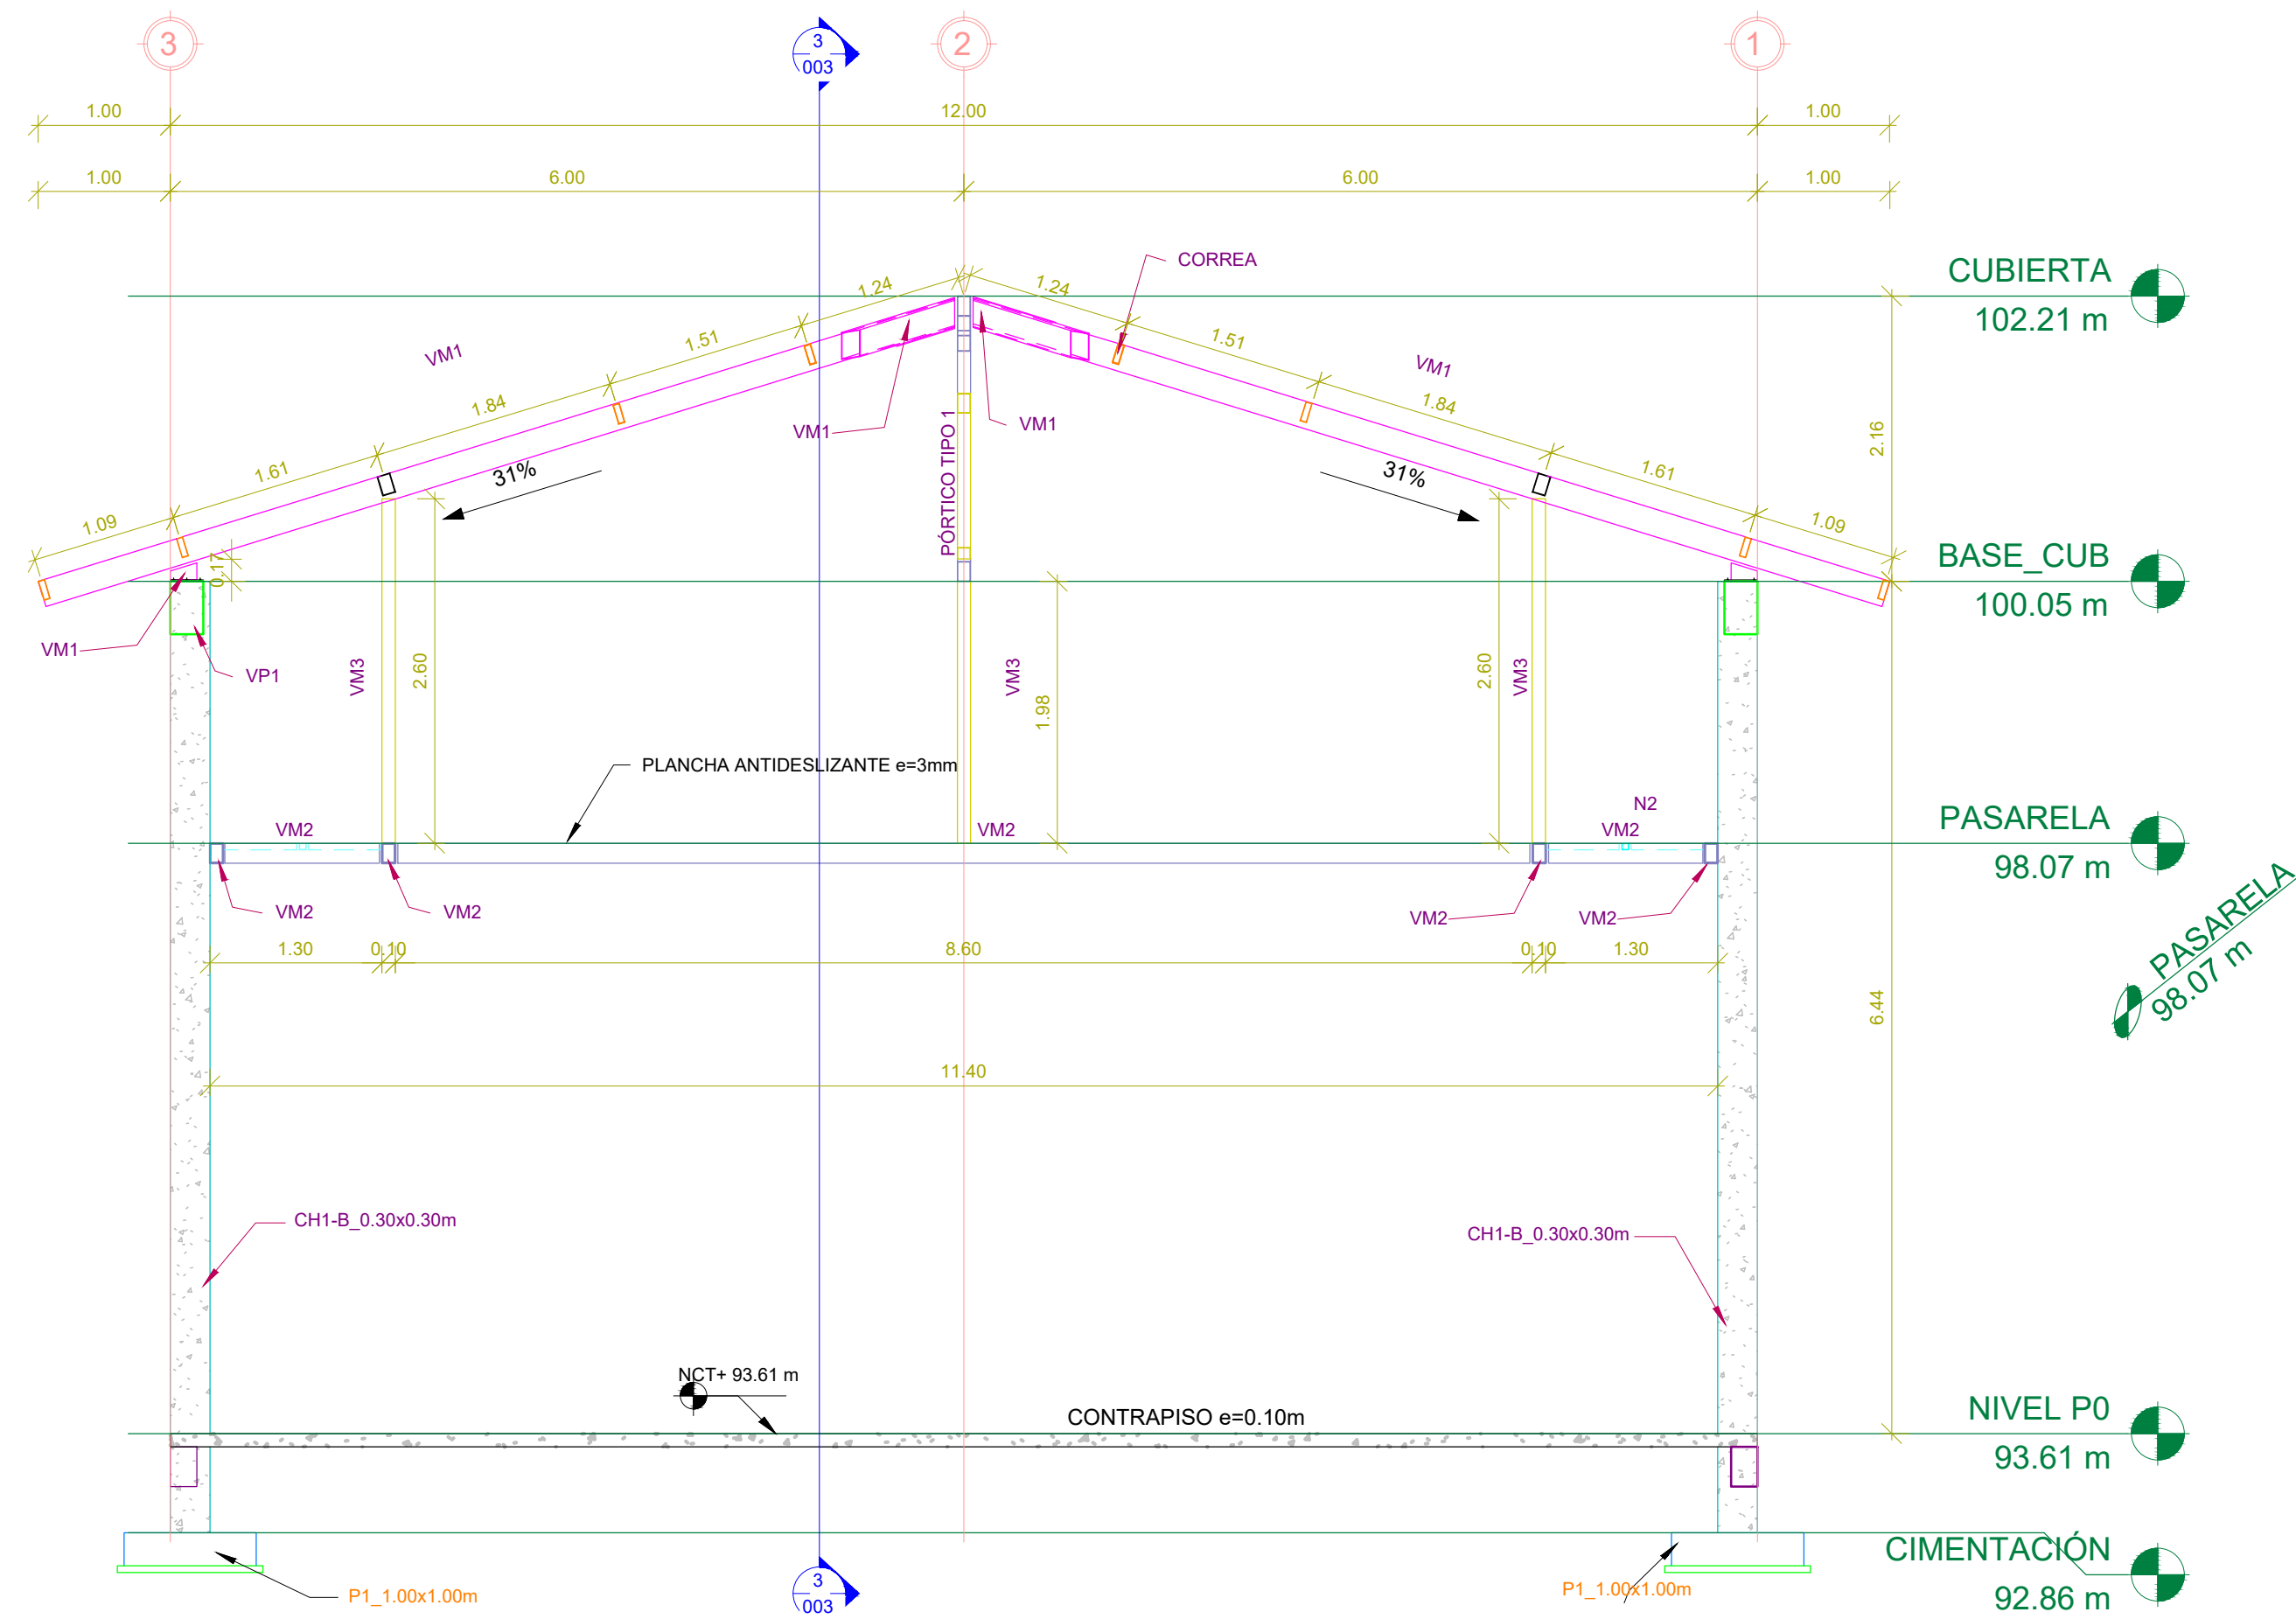 3
3
003
2
1
1.00
12.00
1.00
1.00
6.00
6.00
1.00
CORREA
CUBIERTA
102.21 m
1.24
1.24
1.51
1.51
VM1
VM1
1.84
1.84
VM1
VM1
PÓRTICO TIPO 1
2.16
1.61
31%
31%
1.61
1.09
1.09
0.17
BASE_CUB
100.05 m
VM1
VP1
VM3
2.60
VM3
1.98
2.60
VM3
PLANCHA ANTIDESLIZANTE e=3mm
N2
VM2
VM2
VM2
PASARELA
98.07 m
VM2
VM2
VM2
VM2
PASARELA
98.07 m
1.30
0.10
8.60
0.10
1.30
6.44
11.40
CH1-B_0.30x0.30m
CH1-B_0.30x0.30m
NCT+ 93.61 m
CONTRAPISO e=0.10m
NIVEL P0
93.61 m
CIMENTACIÓN
92.86 m
P1_1.00x1.00m
3
003
P1_1.00x1.00m